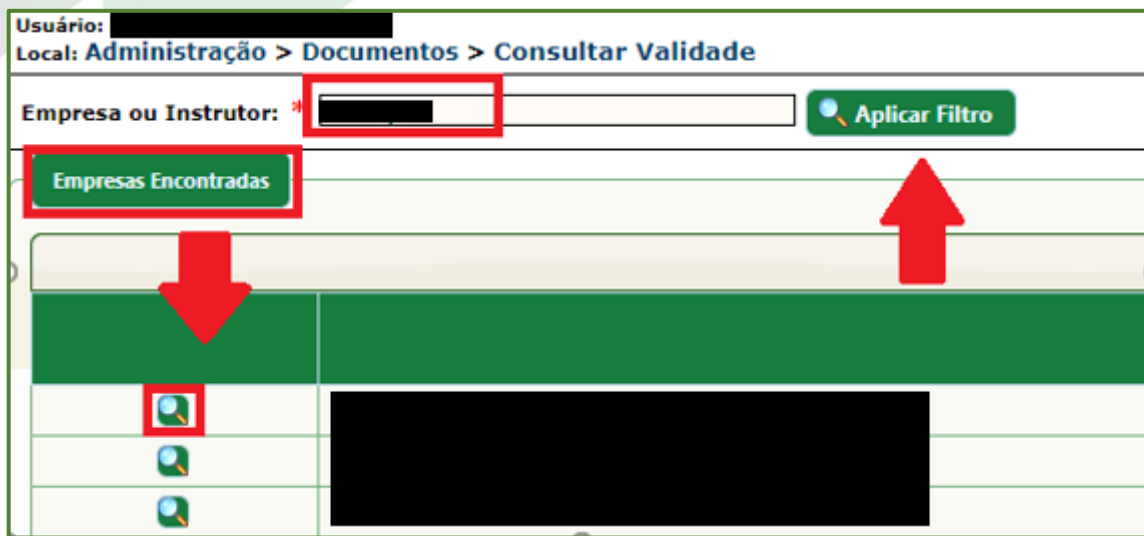 Usuário:
Local: Administração > Documentos > Consultar Validade
Empresa ou Instrutor: * Aplicar Filtro
Empresas Encontradas